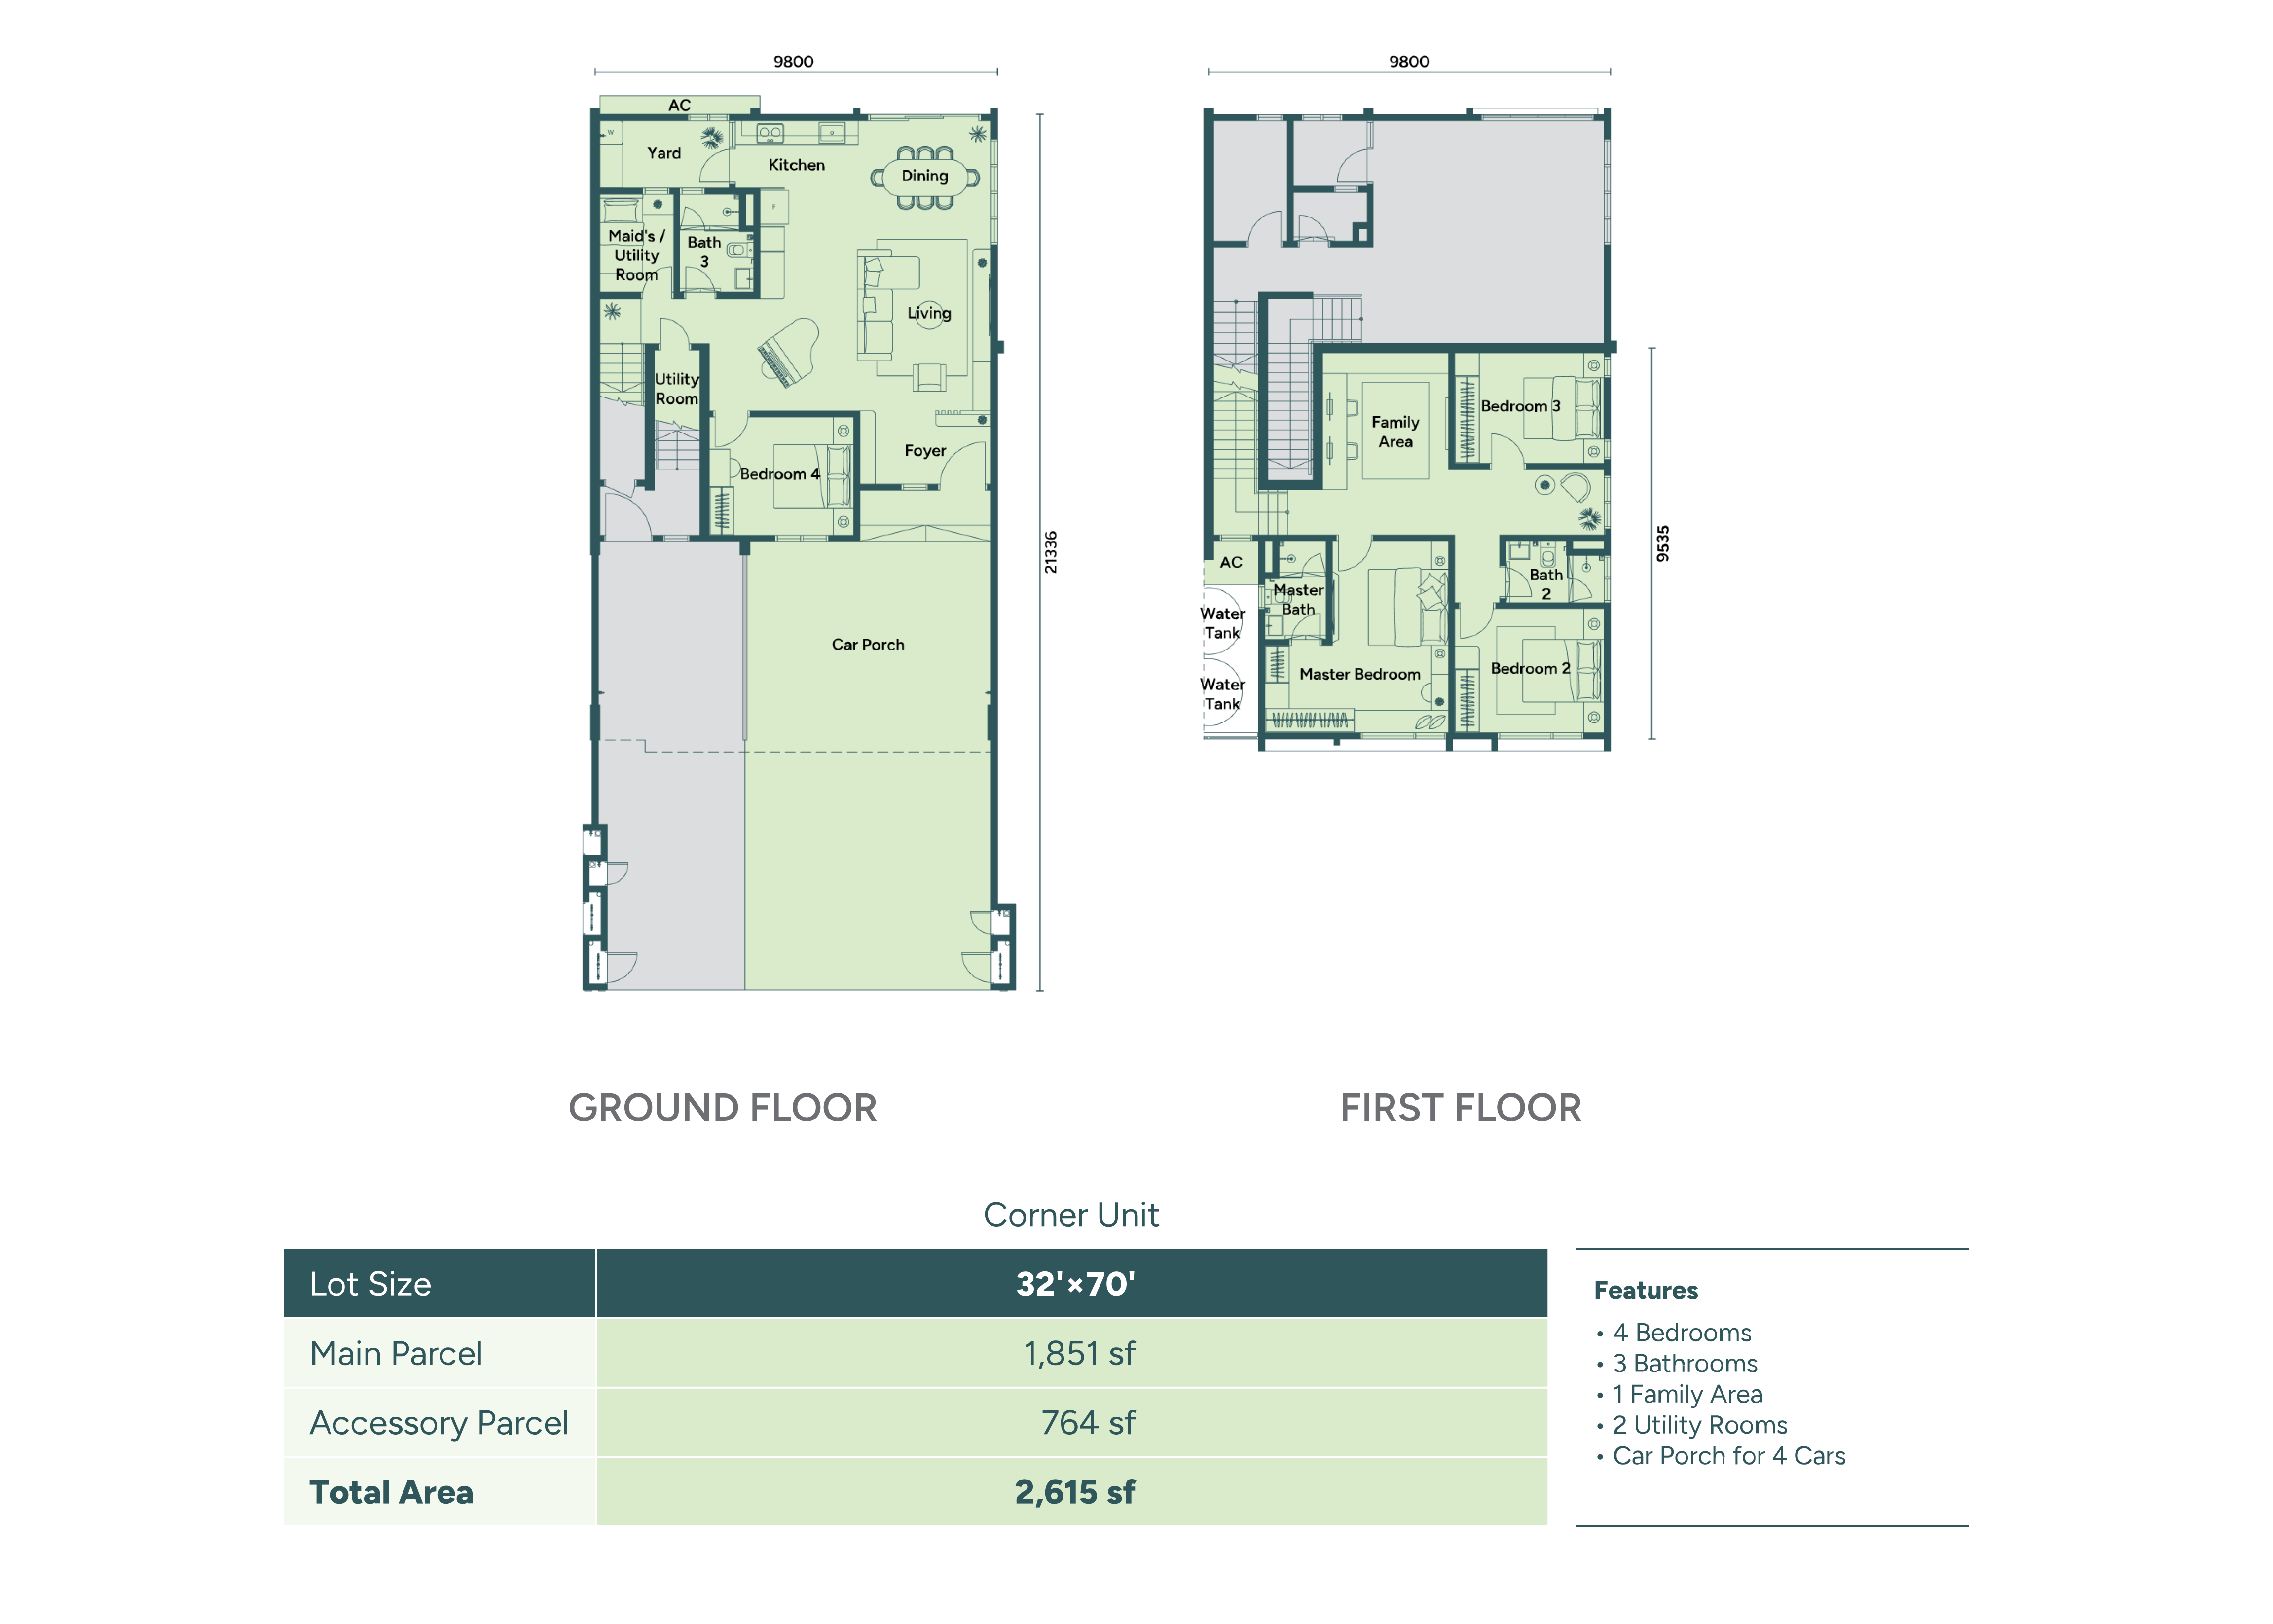 9800
AC
W
Yard
Kitchen
Dining
F
Maid's /
Utility
Room
Bath
3
Living
Utility
Room
Foyer
Bedroom 4
Car Porch
21336
9800
Family
Area
Bedroom 3
AC
Master
Bath
Bath
2
Water
Tank
Water
Tank
Master Bedroom
Bedroom 2
9535
GROUND FLOOR
FIRST FLOOR
Corner Unit
Lot Size 32'×70'
Main Parcel 1,851 sf
Accessory Parcel 764 sf
Total Area 2,615 sf
Features
• 4 Bedrooms
• 3 Bathrooms
• 1 Family Area
• 2 Utility Rooms
• Car Porch for 4 Cars